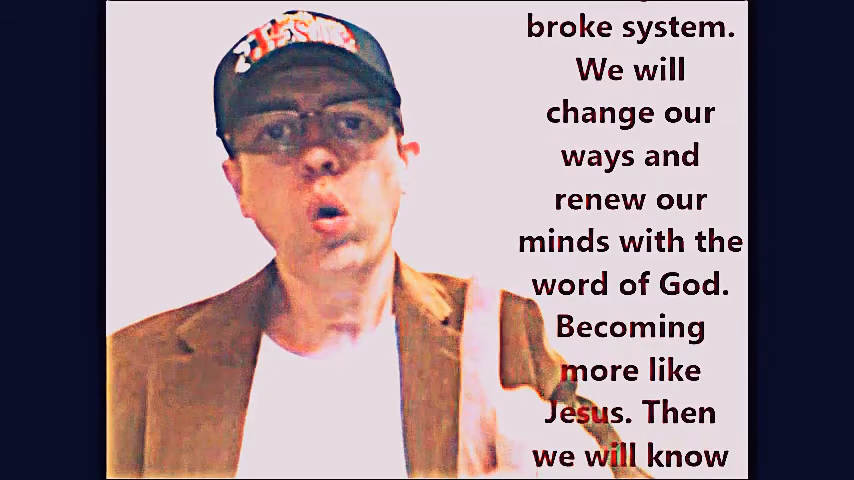 JESUS
broke system.
We will
change our
ways and
renew our
minds with the
word of God.
Becoming
more like
Jesus. Then
we will know